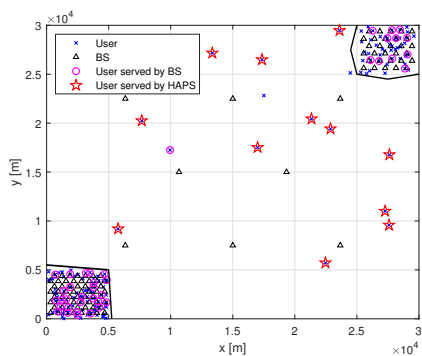 ×10⁴
3
2.5
2
1.5
1
0.5
0
y [m]
User
BS
User served by BS
User served by HAPS
0 0.5 1 1.5 2 2.5 3
x [m]
×10⁴